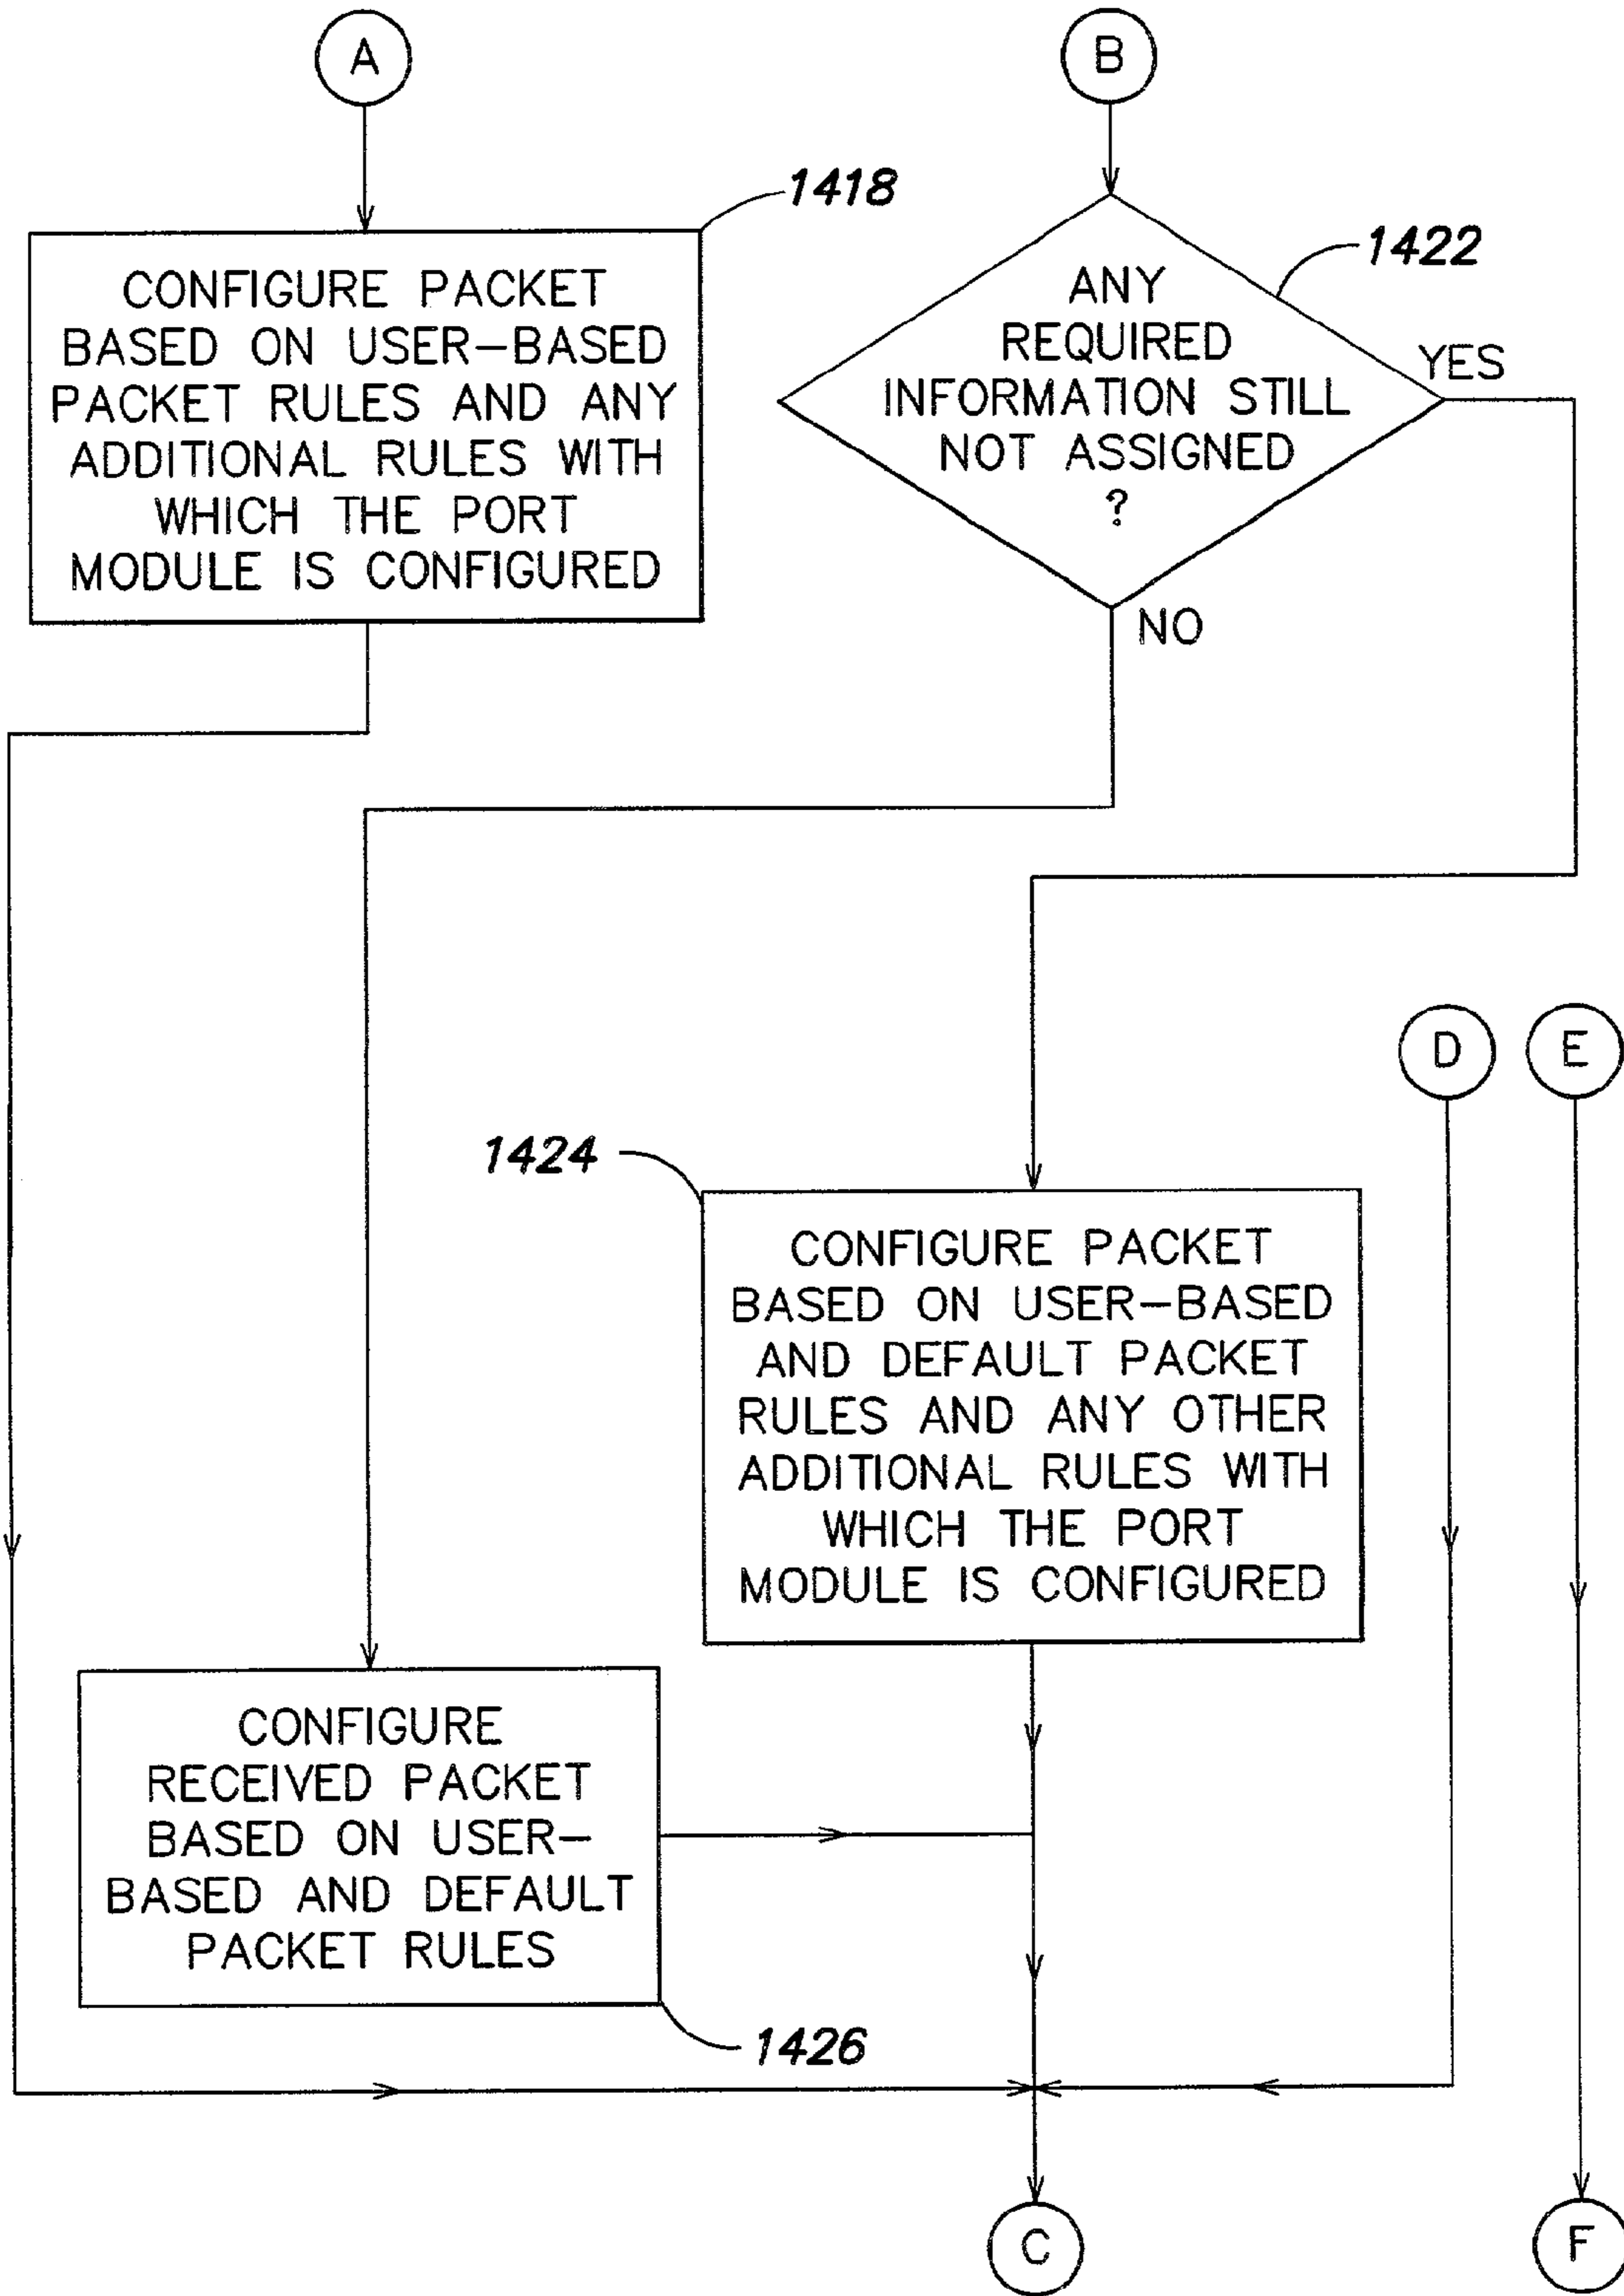 A
B
1418
CONFIGURE PACKET
BASED ON USER-BASED
PACKET RULES AND ANY
ADDITIONAL RULES WITH
WHICH THE PORT
MODULE IS CONFIGURED
1422
ANY
REQUIRED
INFORMATION STILL
NOT ASSIGNED
?
YES
NO
D
E
1424
CONFIGURE PACKET
BASED ON USER-BASED
AND DEFAULT PACKET
RULES AND ANY OTHER
ADDITIONAL RULES WITH
WHICH THE PORT
MODULE IS CONFIGURED
CONFIGURE
RECEIVED PACKET
BASED ON USER-
BASED AND DEFAULT
PACKET RULES
1426
C
F